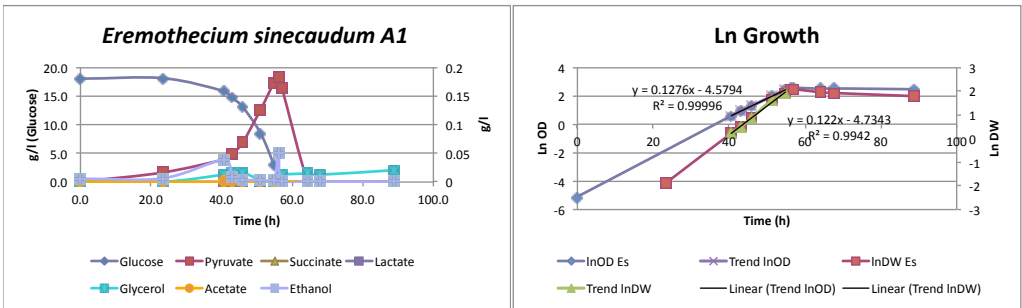 Eremothecium sinecaudum A1
20.0
15.0
10.0
5.0
0.0
0.2
0.15
0.1
0.05
0
0.0 20.0 40.0 60.0 80.0 100.0
g/l (Glucose)
g/l
Time (h)
Glucose Pyruvate Succinate Lactate
Glycerol Acetate Ethanol
Ln Growth
4
2
0
-2
-4
-6
3
2
1
0
-1
-2
-3
0 20 40 60 80 100
y = 0.1276x - 4.5794
R² = 0.99996
y = 0.122x - 4.7343
R² = 0.9942
Ln OD
Ln DW
Time (h)
lnOD Es Trend lnOD lnDW Es
Trend lnDW Linear (Trend lnOD) Linear (Trend lnDW)